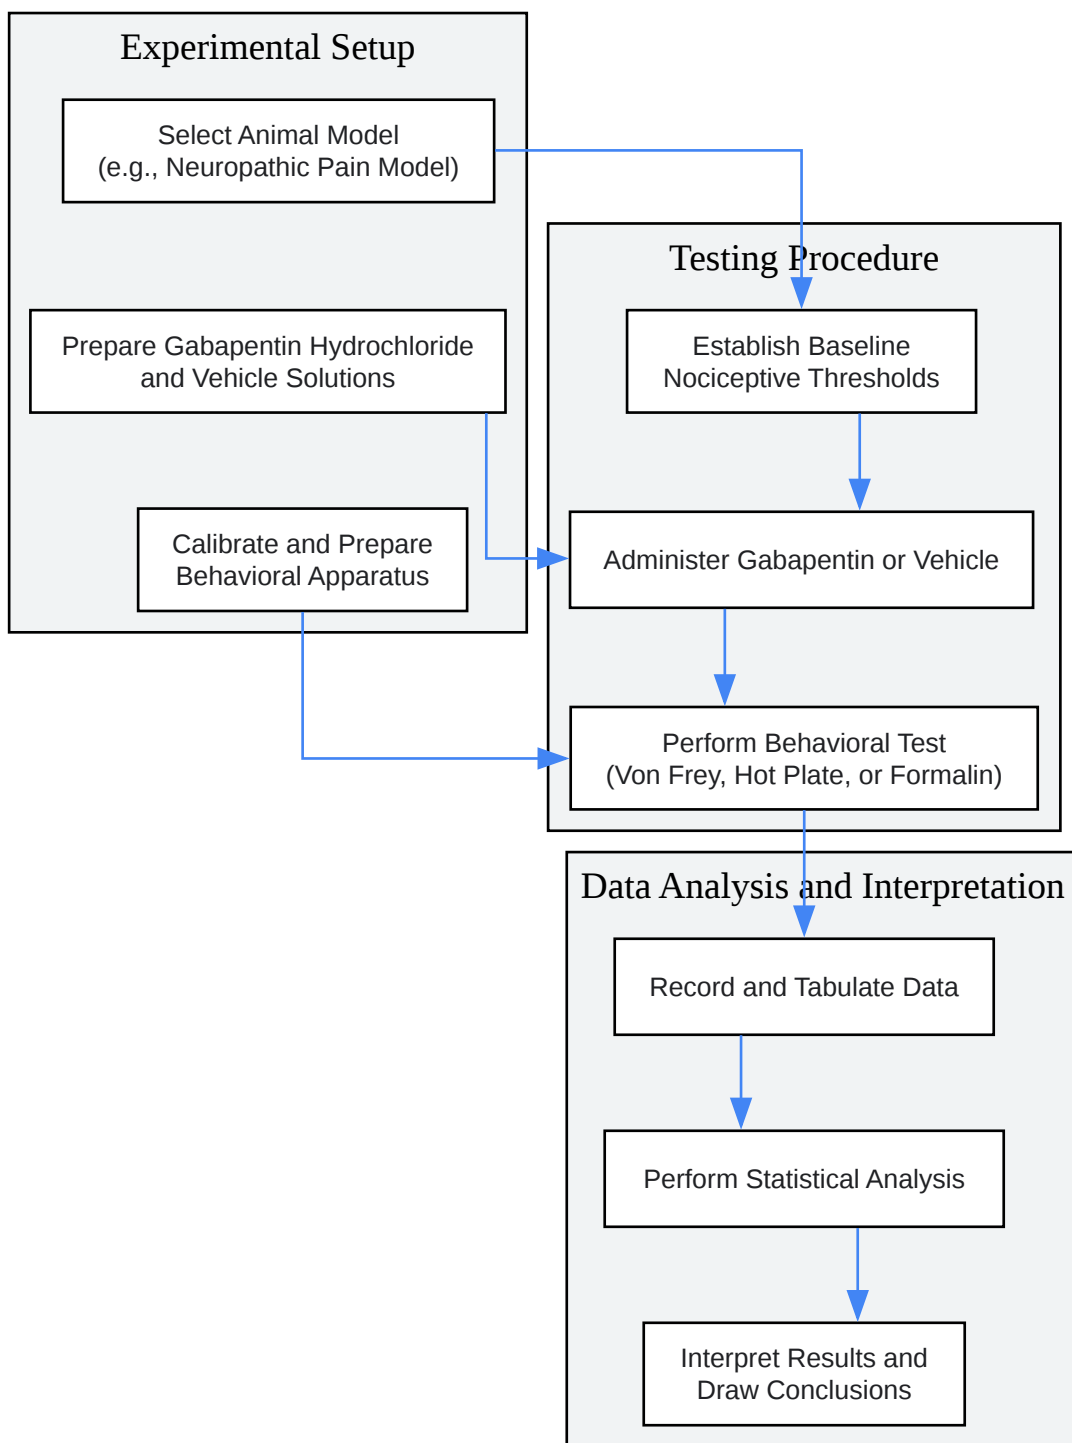 Experimental Setup
Select Animal Model
(e.g., Neuropathic Pain Model)
Prepare Gabapentin Hydrochloride
and Vehicle Solutions
Calibrate and Prepare
Behavioral Apparatus
Testing Procedure
Establish Baseline
Nociceptive Thresholds
Administer Gabapentin or Vehicle
Perform Behavioral Test
(Von Frey, Hot Plate, or Formalin)
Data Analysis and Interpretation
Record and Tabulate Data
Perform Statistical Analysis
Interpret Results and
Draw Conclusions